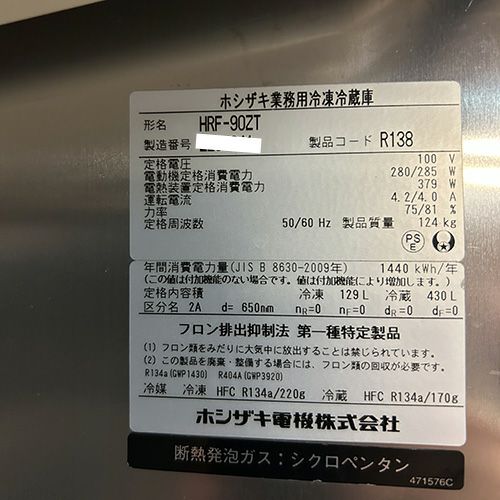 ホシザキ業務用冷凍冷蔵庫
形名 HRF-90ZT
製造番号 製品コード R138
定格電圧 100 V
電動機定格消費電力 280/285 W
電熱装置定格消費電力 379 W
運転電流 4.2/4.0 A
力率 75/81 %
定格周波数 50/60 Hz 製品質量 124 kg
PSE
年間消費電力量(JIS B 8630-2009年) 1440 kWh/年
(この値は付加機能のない場合です。値は付加機能により増加します。)
定格内容積 冷凍 129 L 冷蔵 430 L
区分名 2A d= 650mm nR=0 nF=0 dR=0 dF=0
フロン排出抑制法 第一種特定製品
(1) フロン類をみだりに大気中に放出することは禁じられています。
(2) この製品を廃棄・整備する場合には、フロン類の回収が必要です。
R134a(GWP1430) R404A(GWP3920)
冷媒 冷凍 HFC R134a/220g 冷蔵 HFC R134a/170g
ホシザキ電機株式会社
断熱発泡ガス：シクロペンタン
471576C